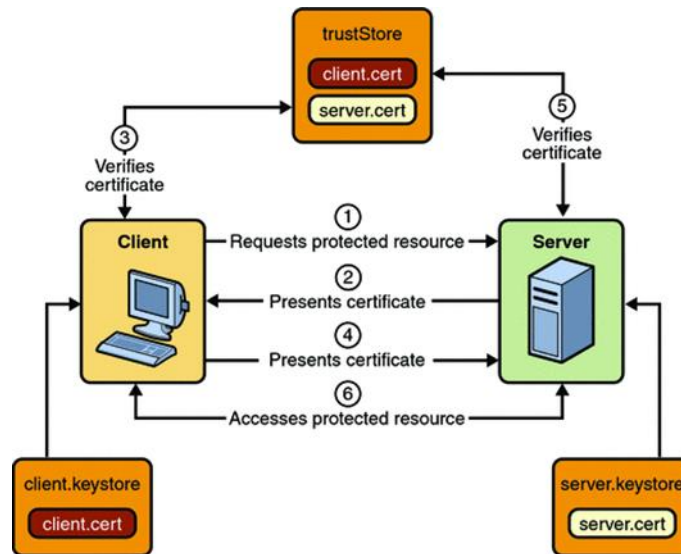 trustStore
client.cert
server.cert
3
Verifies
certificate
5
Verifies
certificate
Client
1
Requests protected resource
Server
2
Presents certificate
4
Presents certificate
6
Accesses protected resource
client.keystore
client.cert
server.keystore
server.cert